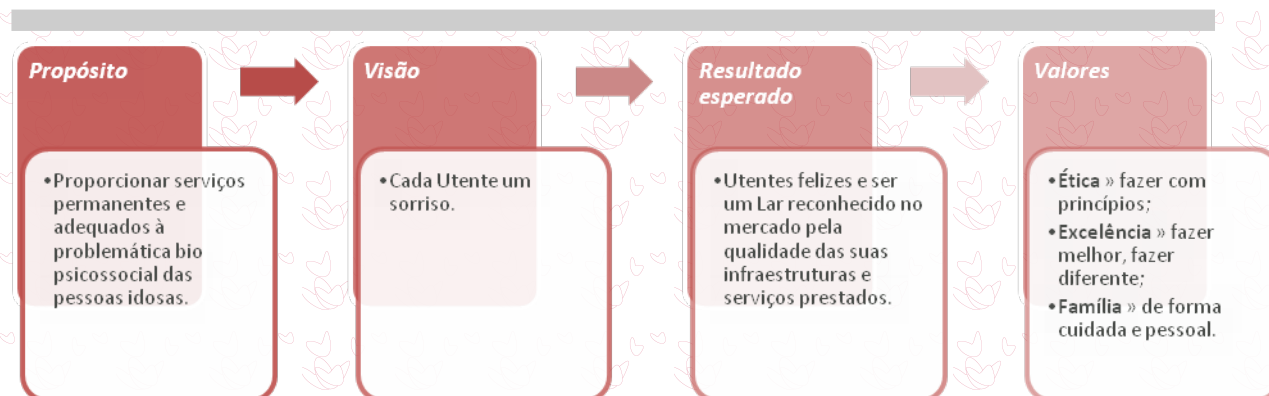 Propósito
•Proporcionar serviços
permanentes e
adequados à
problemática bio
psicossocial das
pessoas idosas.
Visão
•Cada Utente um
sorriso.
Resultado
esperado
•Utentes felizes e ser
um Lar reconhecido no
mercado pela
qualidade das suas
infraestruturas e
serviços prestados.
Valores
•Ética » fazer com
princípios;
•Excelência » fazer
melhor, fazer
diferente;
•Família » de forma
cuidada e pessoal.